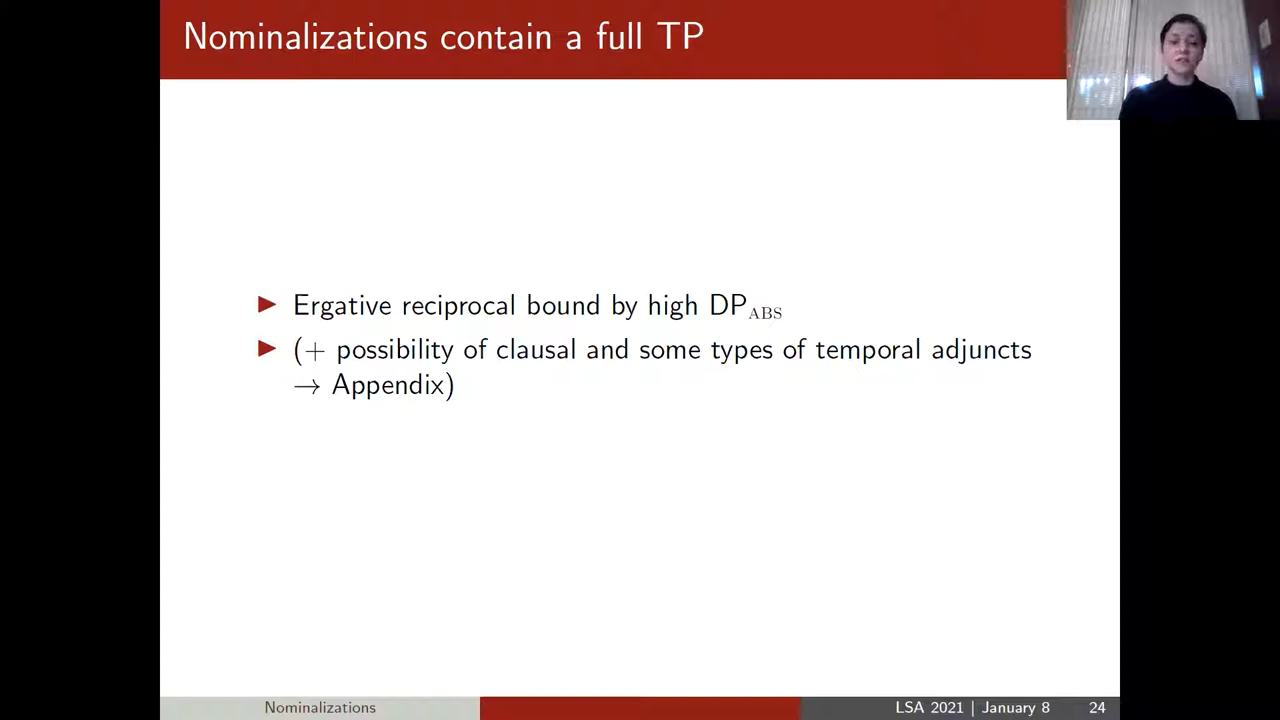 Nominalizations contain a full TP
▶ Ergative reciprocal bound by high DP_ABS
▶ (+ possibility of clausal and some types of temporal adjuncts
→ Appendix)
Nominalizations
LSA 2021 | January 8 24